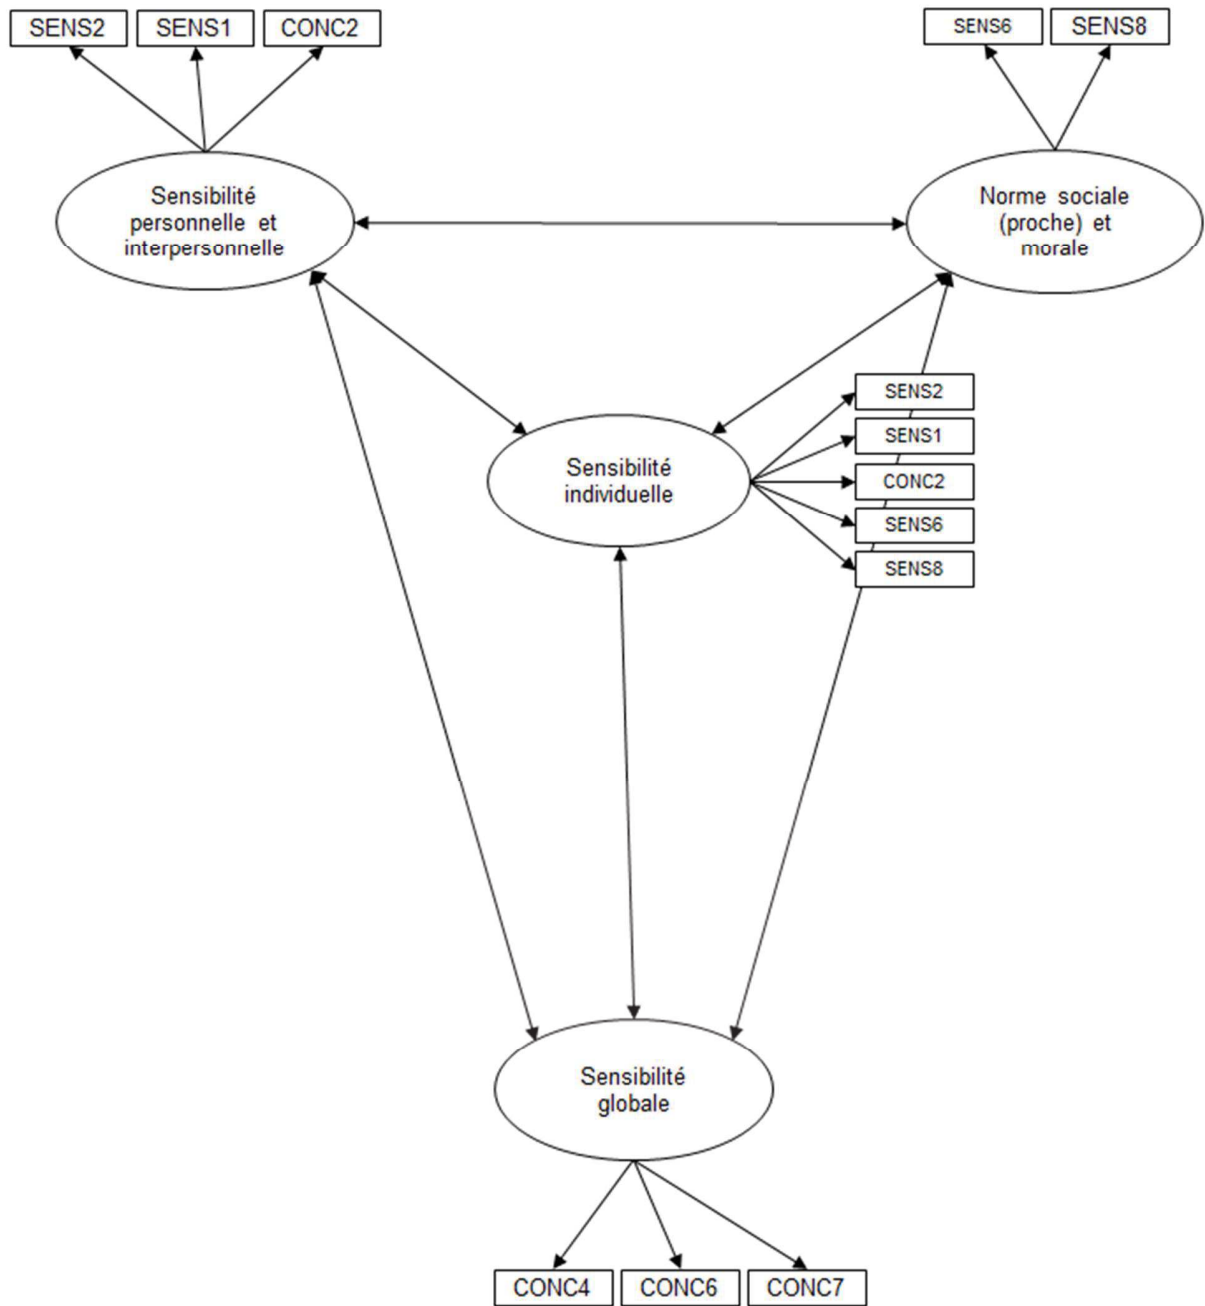 SENS2
SENS1
CONC2
SENS6
SENS8
Sensibilité
personnelle et
interpersonnelle
Norme sociale
(proche) et
morale
Sensibilité
individuelle
SENS2
SENS1
CONC2
SENS6
SENS8
Sensibilité
globale
CONC4
CONC6
CONC7